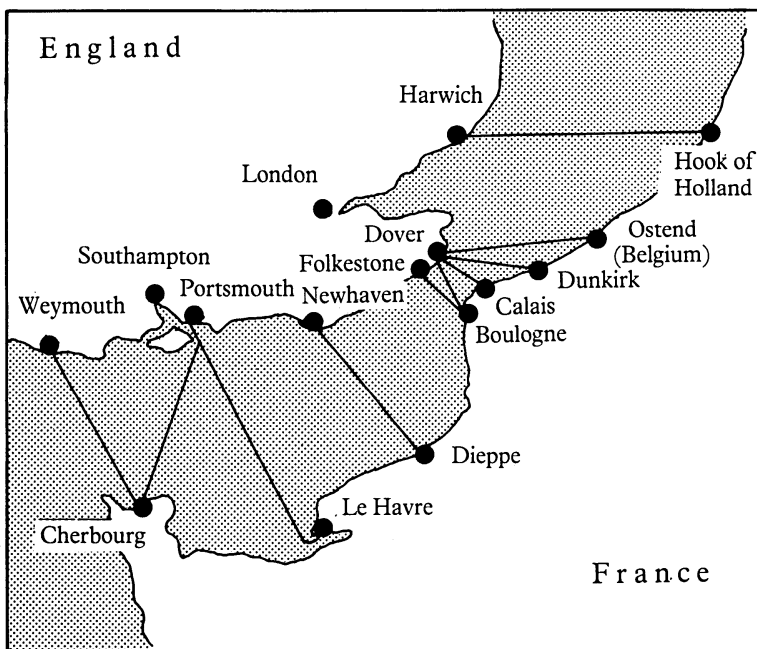 England
Harwich
Hook of
Holland
London
Dover
Ostend
(Belgium)
Southampton
Folkestone
Dunkirk
Portsmouth
Newhaven
Calais
Weymouth
Boulogne
Dieppe
Le Havre
Cherbourg
France